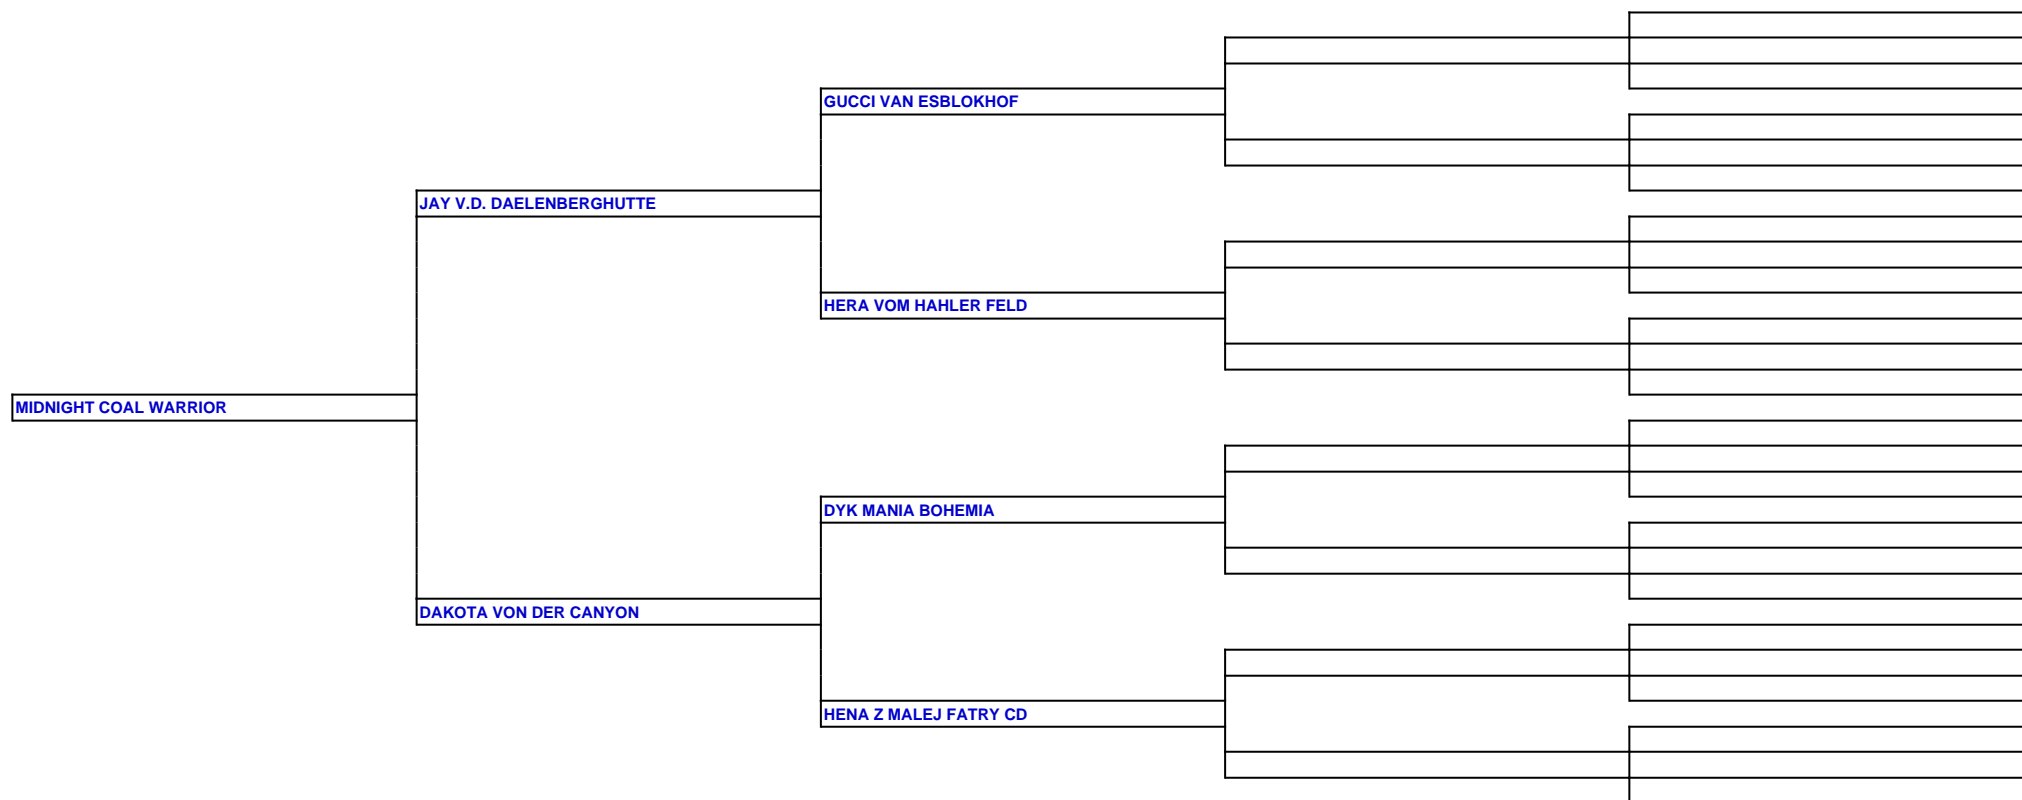 GUCCI VAN ESBLOKHOF
JAY V.D. DAELENBERGHUTTE
HERA VOM HAHLER FELD
MIDNIGHT COAL WARRIOR
DYK MANIA BOHEMIA
DAKOTA VON DER CANYON
HENA Z MALEJ FATRY CD